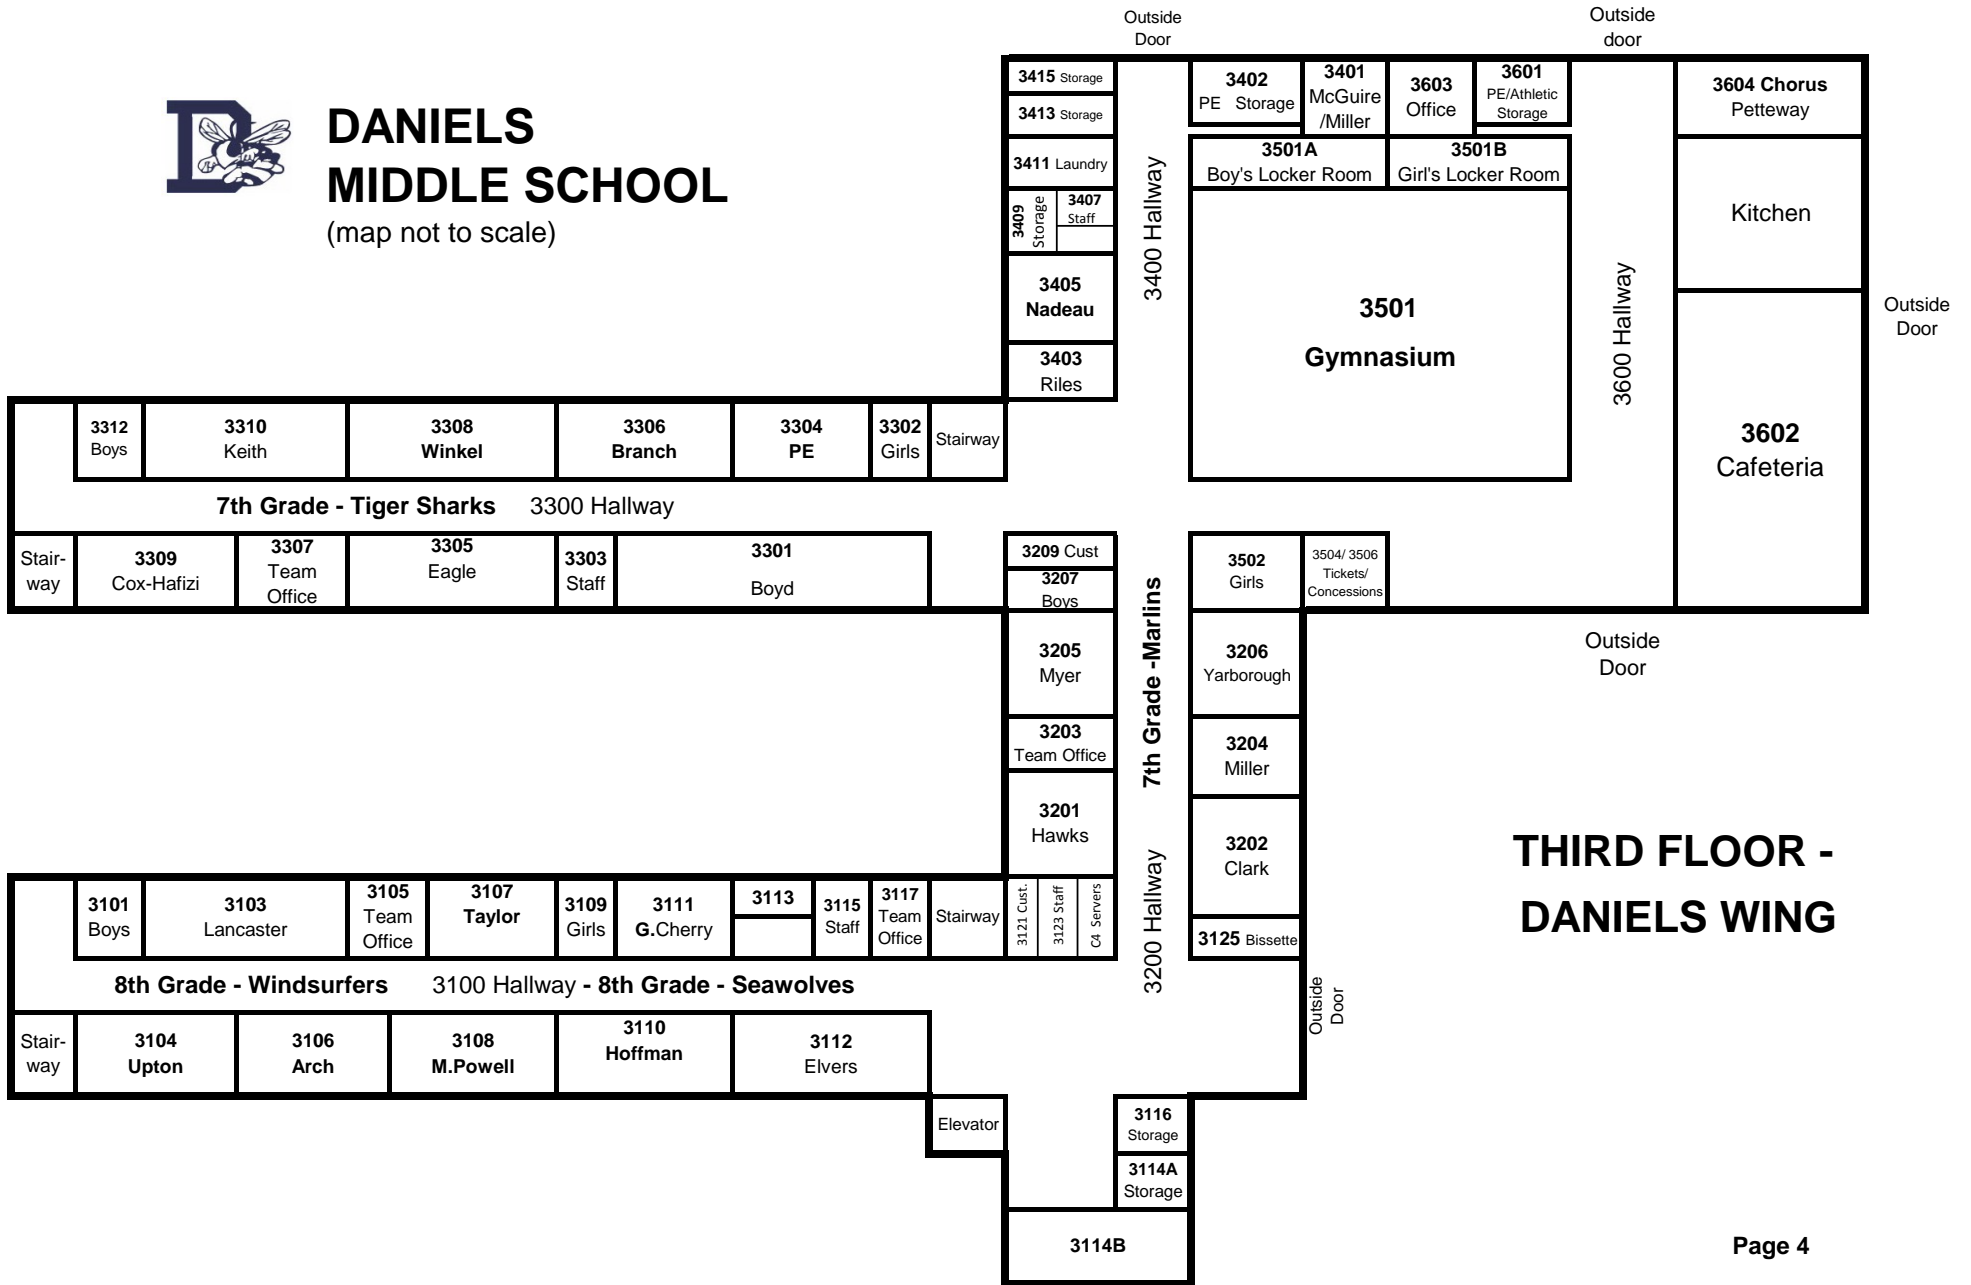 Outside
Door
Outside
door
DANIELS
MIDDLE SCHOOL
(map not to scale)
3415 Storage
3413 Storage
3411 Laundry
3409
Storage
3407
Staff
3405
Nadeau
3403
Riles
3400 Hallway
3402
PE Storage
3401
McGuire
/Miller
3603
Office
3601
PE/Athletic
Storage
3501A
Boy's Locker Room
3501B
Girl's Locker Room
3501
Gymnasium
3600 Hallway
3604 Chorus
Petteway
Kitchen
Outside
Door
3602
Cafeteria
3312
Boys
3310
Keith
3308
Winkel
3306
Branch
3304
PE
3302
Girls
Stairway
7th Grade - Tiger Sharks 3300 Hallway
Stair-
way
3309
Cox-Hafizi
3307
Team
Office
3305
Eagle
3303
Staff
3301
Boyd
3209 Cust
3207
Boys
3205
Myer
3203
Team Office
3201
Hawks
3200 Hallway 7th Grade -Marlins
3502
Girls
3504/ 3506
Tickets/
Concessions
Outside
Door
3206
Yarborough
3204
Miller
3202
Clark
3125 Bissette
Outside
Door
THIRD FLOOR -
DANIELS WING
3101
Boys
3103
Lancaster
3105
Team
Office
3107
Taylor
3109
Girls
3111
G.Cherry
3113
3115
Staff
3117
Team
Office
Stairway
3121 Cust.
3123 Staff
C4 Servers
8th Grade - Windsurfers 3100 Hallway - 8th Grade - Seawolves
Stair-
way
3104
Upton
3106
Arch
3108
M.Powell
3110
Hoffman
3112
Elvers
Elevator
3116
Storage
3114A
Storage
3114B
Page 4